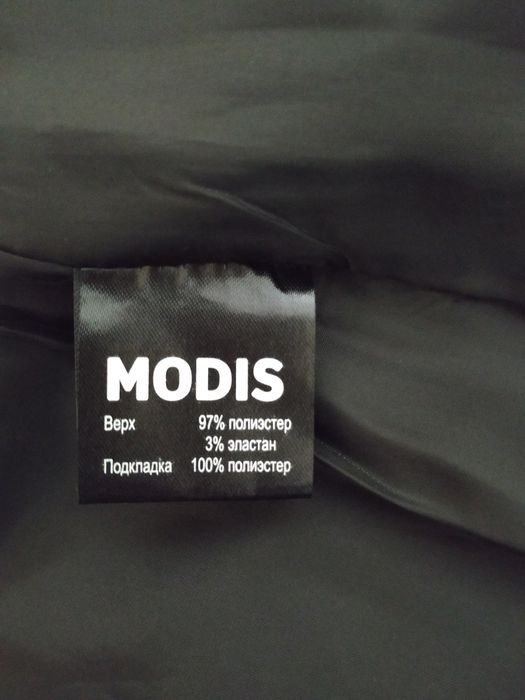 MODIS
Верх 97% полиэстер
3% эластан
Подкладка 100% полиэстер